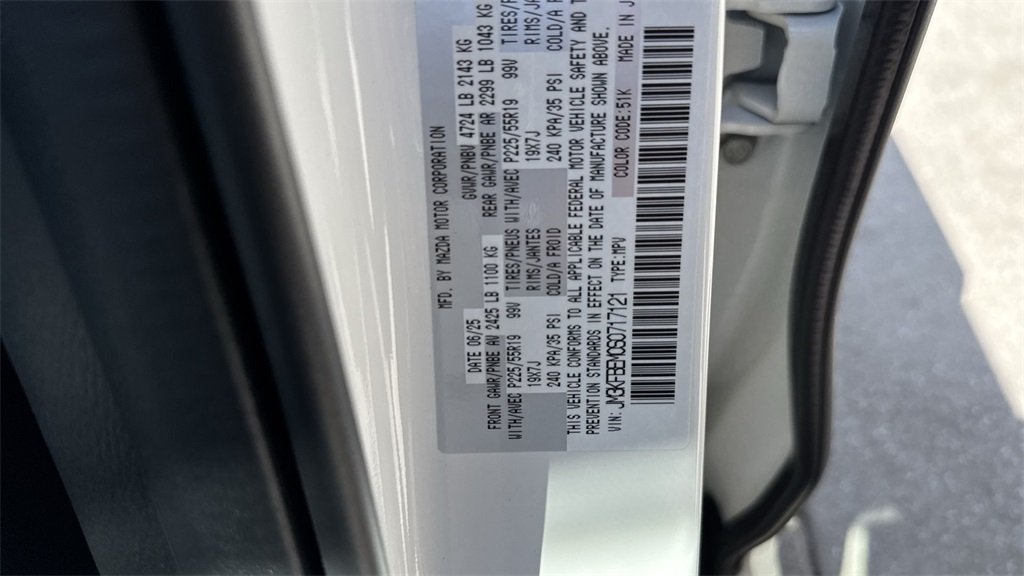 MFD. BY MAZDA MOTOR CORPORATION
DATE 06/25 GVWR/PNBV 4724 LB 2143 KG
FRONT GAWR/PNBE AV 2425 LB 1100 KG REAR GAWR/PNBE AR 2299 LB 1043 KG
WITH/AVEC P225/55R19 99V TIRES/PNEUS WITH/AVEC P225/55R19 99V
19X7J RIMS/JANTES 19X7J
240 KPA/35 PSI COLD/A FROID 240 KPA/35 PSI
THIS VEHICLE CONFORMS TO ALL APPLICABLE FEDERAL MOTOR VEHICLE SAFETY AND
PREVENTION STANDARDS IN EFFECT ON THE DATE OF MANUFACTURE SHOWN ABOVE.
VIN: JM3KFBEM0S0717121 TYPE:MPV COLOR CODE:51K MADE IN